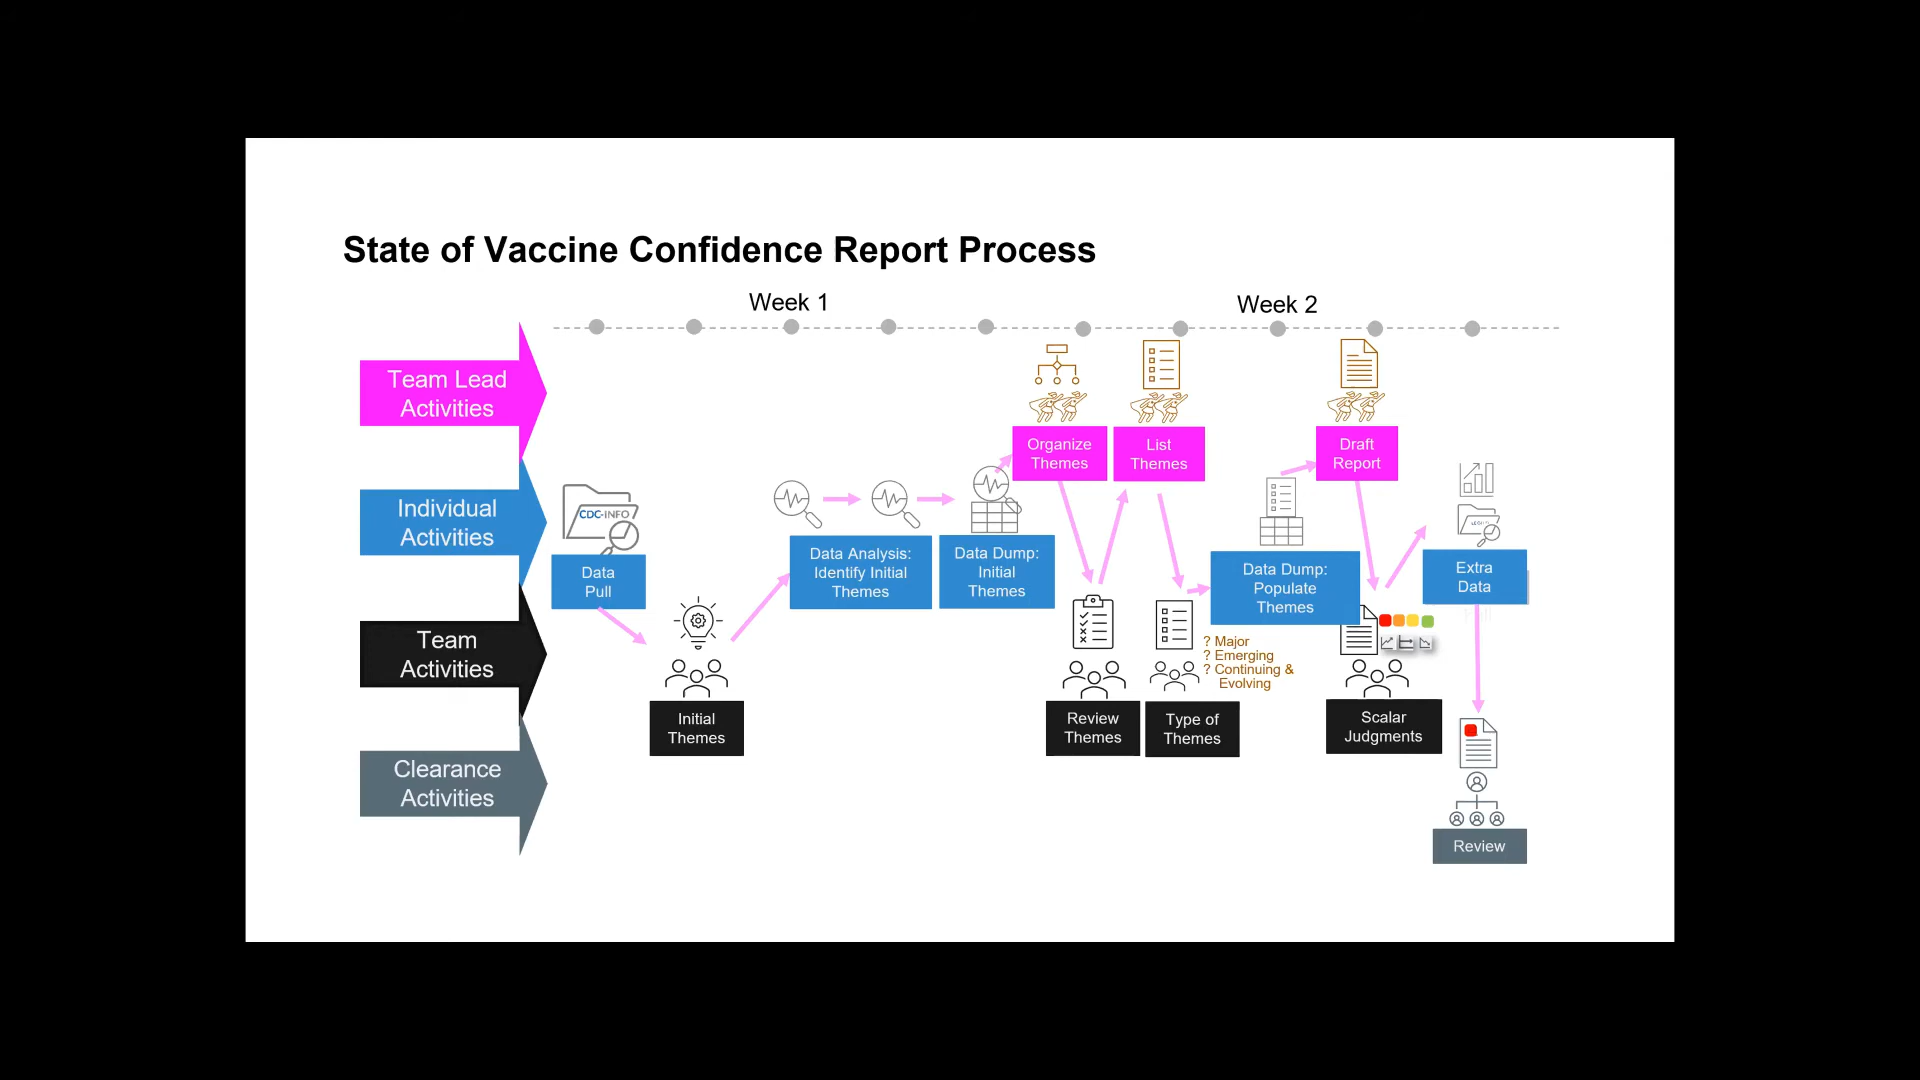 State of Vaccine Confidence Report Process
Week 1
Week 2
Team Lead
Activities
Organize
Themes
List
Themes
Draft
Report
Individual
Activities
CDC-INFO
Data
Pull
Data Analysis:
Identify Initial
Themes
Data Dump:
Initial
Themes
Data Dump:
Populate
Themes
Extra
Data
Team
Activities
Initial
Themes
Review
Themes
Type of
Themes
? Major
? Emerging
? Continuing &
Evolving
Scalar
Judgments
Clearance
Activities
Review